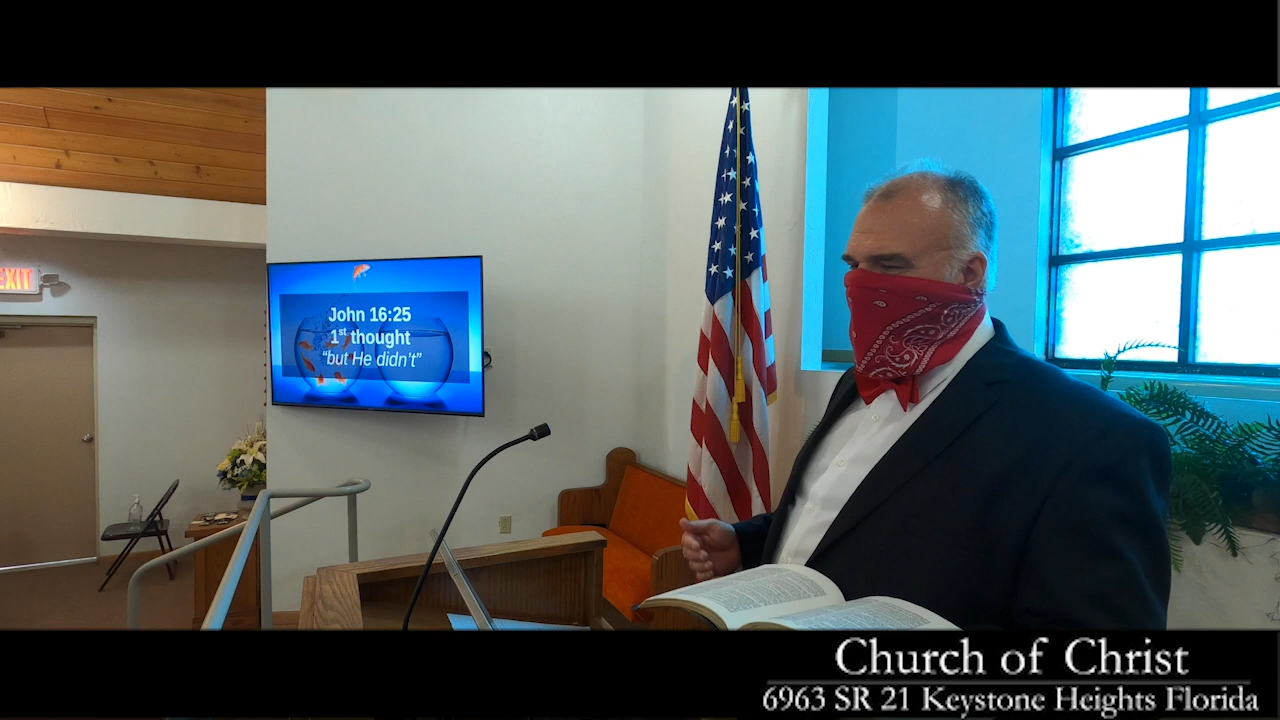 EXIT
John 16:25
1st thought
"but He didn't"
Church of Christ
6963 SR 21 Keystone Heights Florida